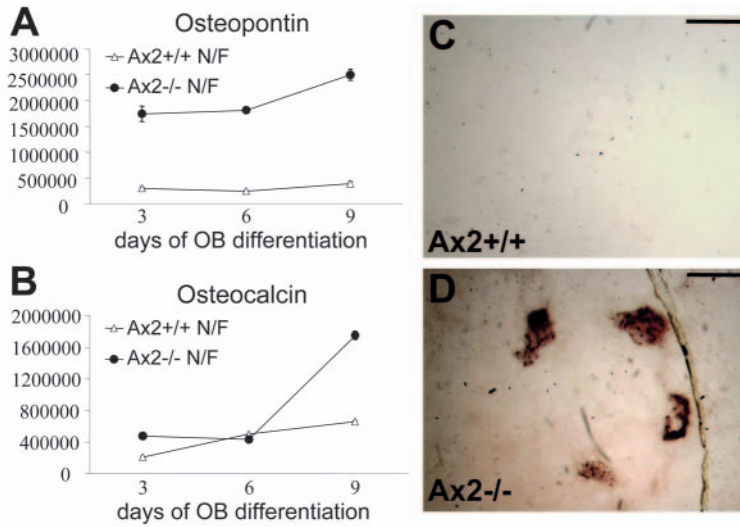 A
Osteopontin
3000000
2500000
2000000
1500000
1000000
500000
0
Ax2+/+ N/F
Ax2-/- N/F
3 6 9
days of OB differentiation
B
Osteocalcin
2000000
1600000
1200000
800000
400000
0
Ax2+/+ N/F
Ax2-/- N/F
3 6 9
days of OB differentiation
C
Ax2+/+
D
Ax2-/-